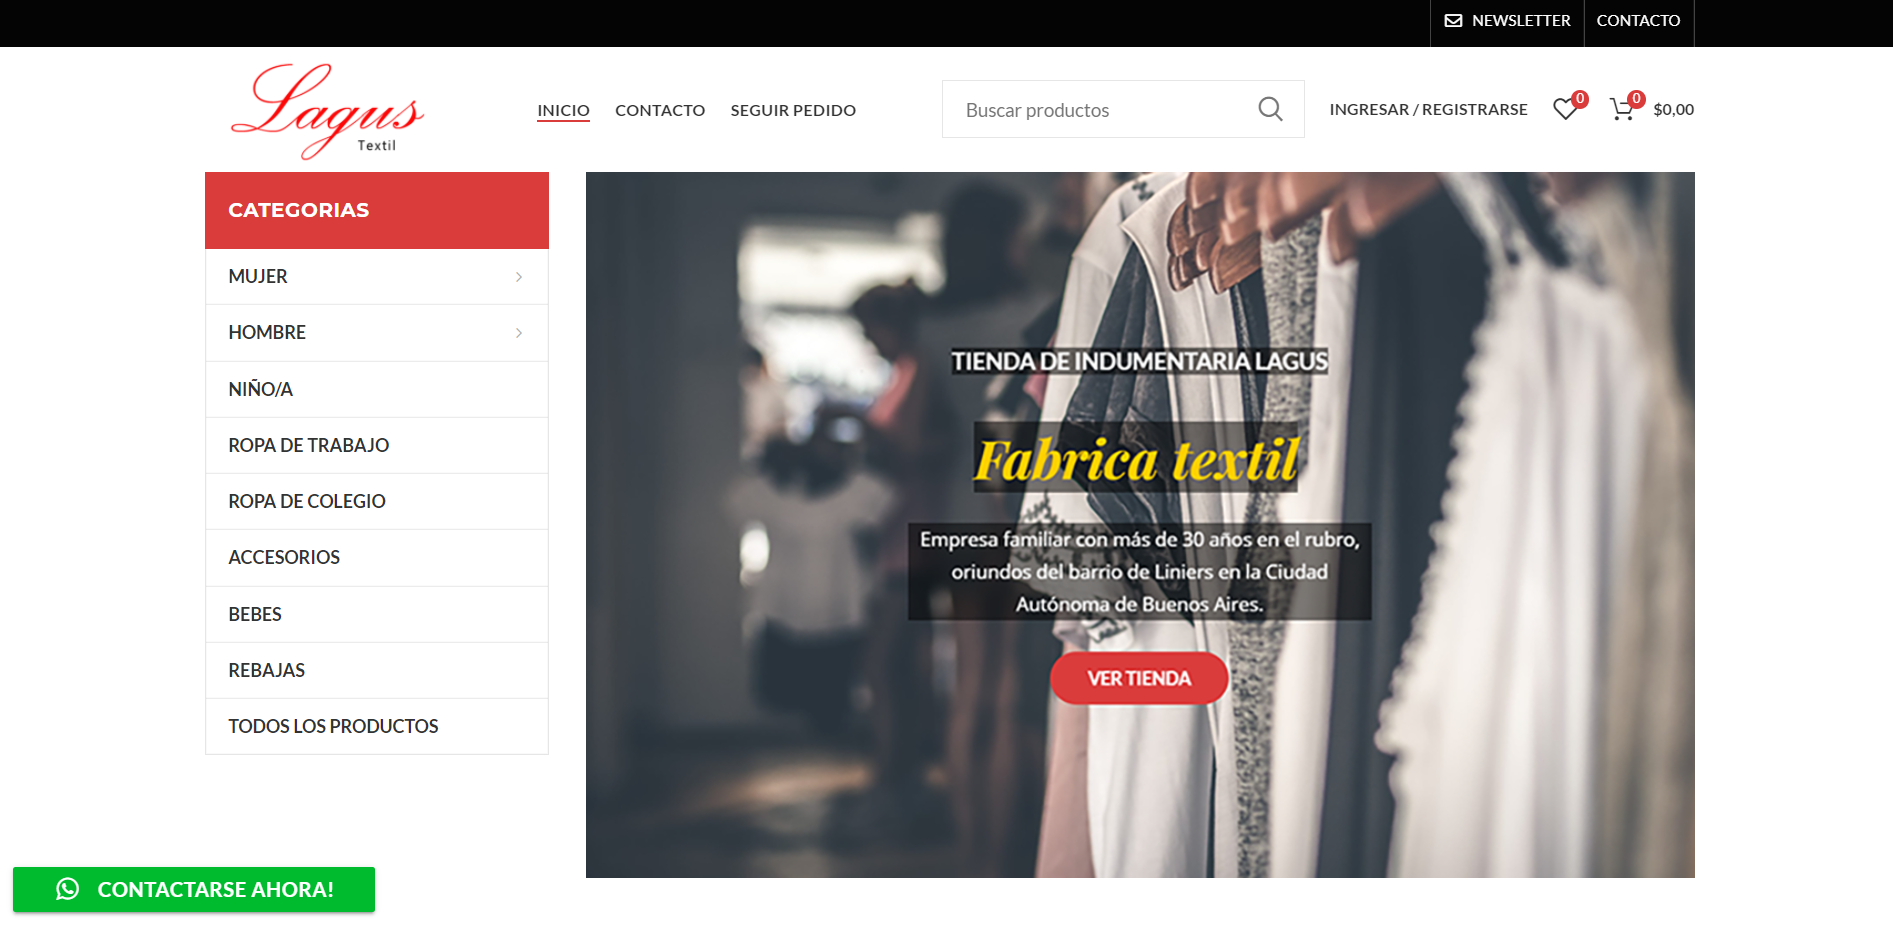 NEWSLETTER
CONTACTO
Lagus
Textil
INICIO
CONTACTO
SEGUIR PEDIDO
Buscar productos
INGRESAR / REGISTRARSE
0
0
$0,00
CATEGORIAS
MUJER
HOMBRE
NIÑO/A
ROPA DE TRABAJO
ROPA DE COLEGIO
ACCESORIOS
BEBES
REBAJAS
TODOS LOS PRODUCTOS
TIENDA DE INDUMENTARIA LAGUS
Fabrica textil
Empresa familiar con más de 30 años en el rubro,
oriundos del barrio de Liniers en la Ciudad
Autónoma de Buenos Aires.
VER TIENDA
CONTACTARSE AHORA!